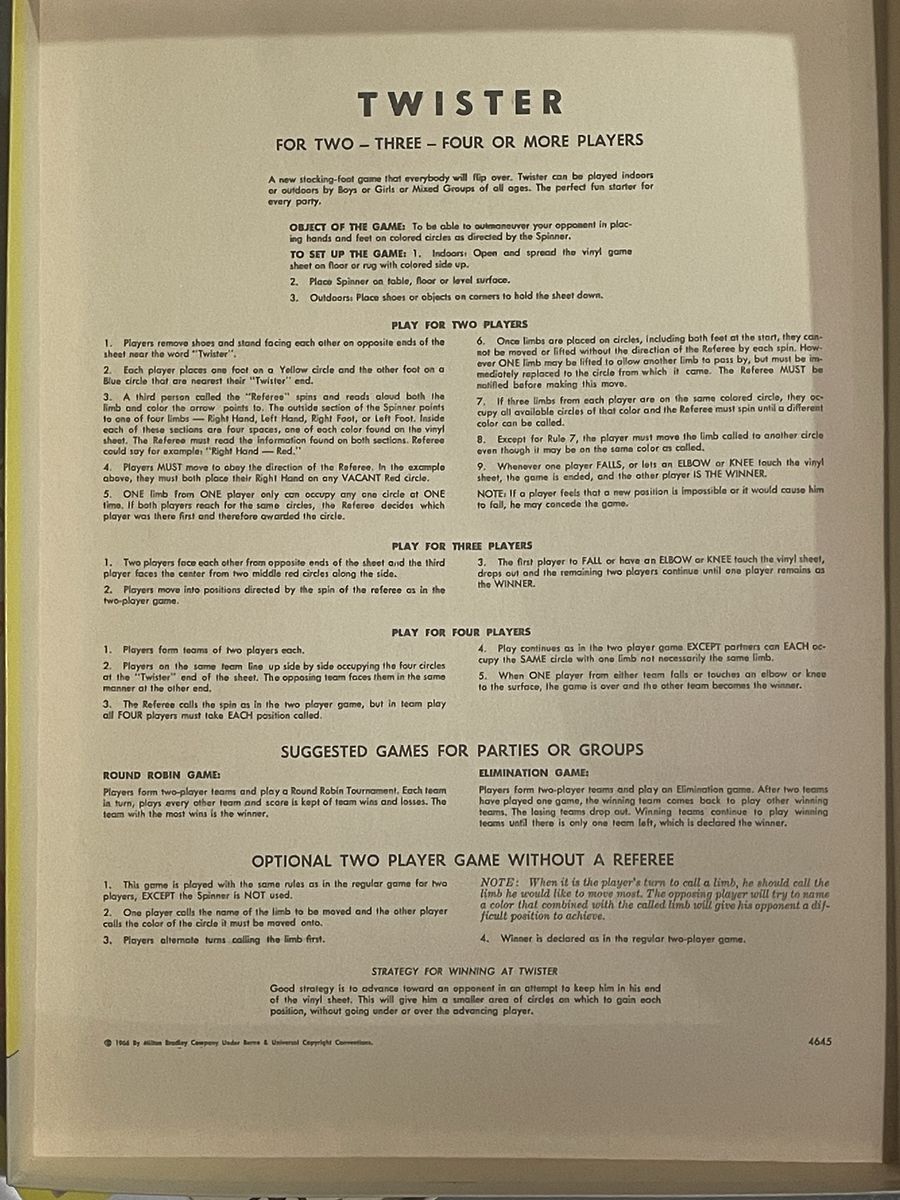 TWISTER
FOR TWO – THREE – FOUR OR MORE PLAYERS
A new stocking-foot game that everybody will flip over. Twister can be played indoors
or outdoors by Boys or Girls or Mixed Groups of all ages. The perfect fun starter for
every party.
OBJECT OF THE GAME: To be able to outmaneuver your opponent in plac-
ing hands and feet on colored circles as directed by the Spinner.
TO SET UP THE GAME: 1. Indoors: Open and spread the vinyl game
sheet on floor or rug with colored side up.
2. Place Spinner on table, floor or level surface.
3. Outdoors: Place shoes or objects on corners to hold the sheet down.
PLAY FOR TWO PLAYERS
1. Players remove shoes and stand facing each other on opposite ends of the
sheet near the word "Twister".
2. Each player places one foot on a Yellow circle and the other foot on a
Blue circle that are nearest their "Twister" end.
3. A third person called the "Referee" spins and reads aloud both the
limb and color the arrow points to. The outside section of the Spinner points
to one of four limbs — Right Hand, Left Hand, Right Foot, or Left Foot. Inside
each of these sections are four spaces, one of each color found on the vinyl
sheet. The Referee must read the information found on both sections. Referee
could say for example: "Right Hand — Red."
4. Players MUST move to obey the direction of the Referee. In the example
above, they must both place their Right Hand on any VACANT Red circle.
5. ONE limb from ONE player only can occupy any one circle at ONE
time. If both players reach for the same circles, the Referee decides which
player was there first and therefore awarded the circle.
6. Once limbs are placed on circles, including both feet at the start, they can-
not be moved or lifted without the direction of the Referee by each spin. How-
ever ONE limb may be lifted to allow another limb to pass by, but must be im-
mediately replaced to the circle from which it came. The Referee MUST be
notified before making this move.
7. If three limbs from each player are on the same colored circle, they oc-
cupy all available circles of that color and the Referee must spin until a different
color can be called.
8. Except for Rule 7, the player must move the limb called to another circle
even though it may be on the same color as called.
9. Whenever one player FALLS, or lets an ELBOW or KNEE touch the vinyl
sheet, the game is ended, and the other player IS THE WINNER.
NOTE: If a player feels that a new position is impossible or it would cause him
to fall, he may concede the game.
PLAY FOR THREE PLAYERS
1. Two players face each other from opposite ends of the sheet and the third
player faces the center from two middle red circles along the side.
2. Players move into positions directed by the spin of the referee as in the
two-player game.
3. The first player to FALL or have an ELBOW or KNEE touch the vinyl sheet,
drops out and the remaining two players continue until one player remains as
the WINNER.
PLAY FOR FOUR PLAYERS
1. Players form teams of two players each.
2. Players on the same team line up side by side occupying the four circles
at the "Twister" end of the sheet. The opposing team faces them in the same
manner at the other end.
3. The Referee calls the spin as in the two player game, but in team play
all FOUR players must take EACH position called.
4. Play continues as in the two player game EXCEPT partners can EACH oc-
cupy the SAME circle with one limb not necessarily the same limb.
5. When ONE player from either team falls or touches an elbow or knee
to the surface, the game is over and the other team becomes the winner.
SUGGESTED GAMES FOR PARTIES OR GROUPS
ROUND ROBIN GAME:
Players form two-player teams and play a Round Robin Tournament. Each team
in turn, plays every other team and score is kept of team wins and losses. The
team with the most wins is the winner.
ELIMINATION GAME:
Players form two-player teams and play an Elimination game. After two teams
have played one game, the winning team comes back to play other winning
teams. The losing teams drop out. Winning teams continue to play winning
teams until there is only one team left, which is declared the winner.
OPTIONAL TWO PLAYER GAME WITHOUT A REFEREE
1. This game is played with the same rules as in the regular game for two
players, EXCEPT the Spinner is NOT used.
2. One player calls the name of the limb to be moved and the other player
calls the color of the circle it must be moved onto.
3. Players alternate turns calling the limb first.
NOTE: When it is the player's turn to call a limb, he should call the
limb he would like to move most. The opposing player will try to name
a color that combined with the called limb will give his opponent a dif-
ficult position to achieve.
4. Winner is declared as in the regular two-player game.
STRATEGY FOR WINNING AT TWISTER
Good strategy is to advance toward an opponent in an attempt to keep him in his end
of the vinyl sheet. This will give him a smaller area of circles on which to gain each
position, without going under or over the advancing player.
© 1966 By Milton Bradley Company Under Berne & Universal Copyright Conventions.
4645